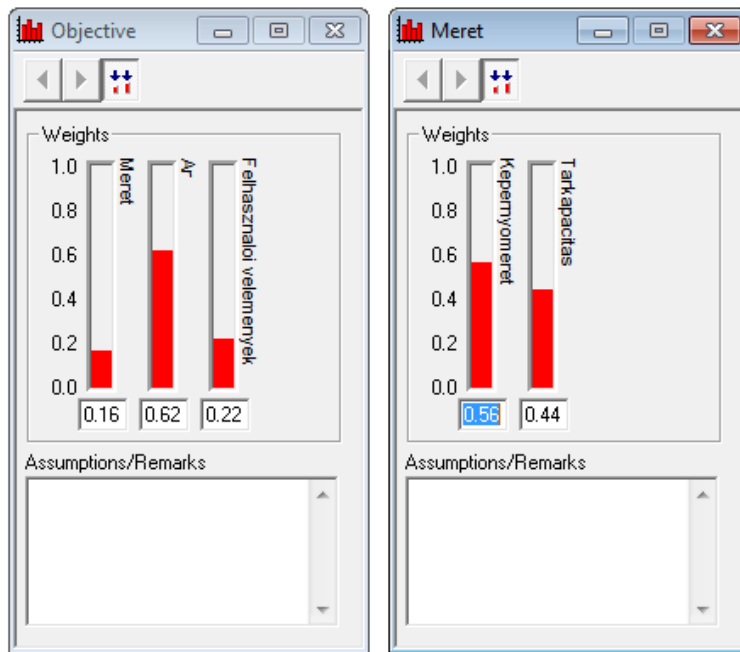 Objective
Weights
1.0
0.8
0.6
0.4
0.2
0.0
Meret
Ar
Felhasznaloi velemenyek
0.16 0.62 0.22
Assumptions/Remarks
Meret
Weights
1.0
0.8
0.6
0.4
0.2
0.0
Kepernyomeret
Tarkapacitas
0.56 0.44
Assumptions/Remarks